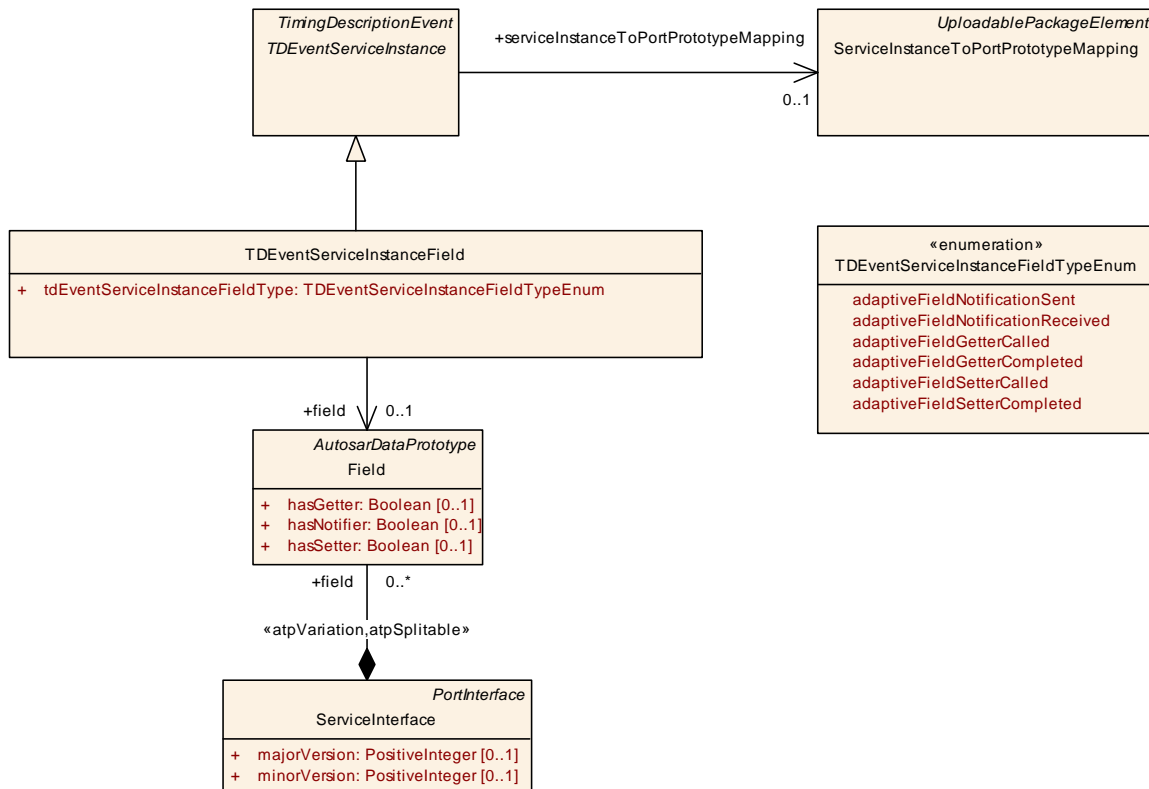 TimingDescriptionEvent
TDEventServiceInstance
+serviceInstanceToPortPrototypeMapping
0..1
UploadablePackageElement
ServiceInstanceToPortPrototypeMapping
TDEventServiceInstanceField
+ tdEventServiceInstanceFieldType: TDEventServiceInstanceFieldTypeEnum
«enumeration»
TDEventServiceInstanceFieldTypeEnum
adaptiveFieldNotificationSent
adaptiveFieldNotificationReceived
adaptiveFieldGetterCalled
adaptiveFieldGetterCompleted
adaptiveFieldSetterCalled
adaptiveFieldSetterCompleted
+field 0..1
AutosarDataPrototype
Field
+ hasGetter: Boolean [0..1]
+ hasNotifier: Boolean [0..1]
+ hasSetter: Boolean [0..1]
+field 0..*
«atpVariation,atpSplitable»
PortInterface
ServiceInterface
+ majorVersion: PositiveInteger [0..1]
+ minorVersion: PositiveInteger [0..1]